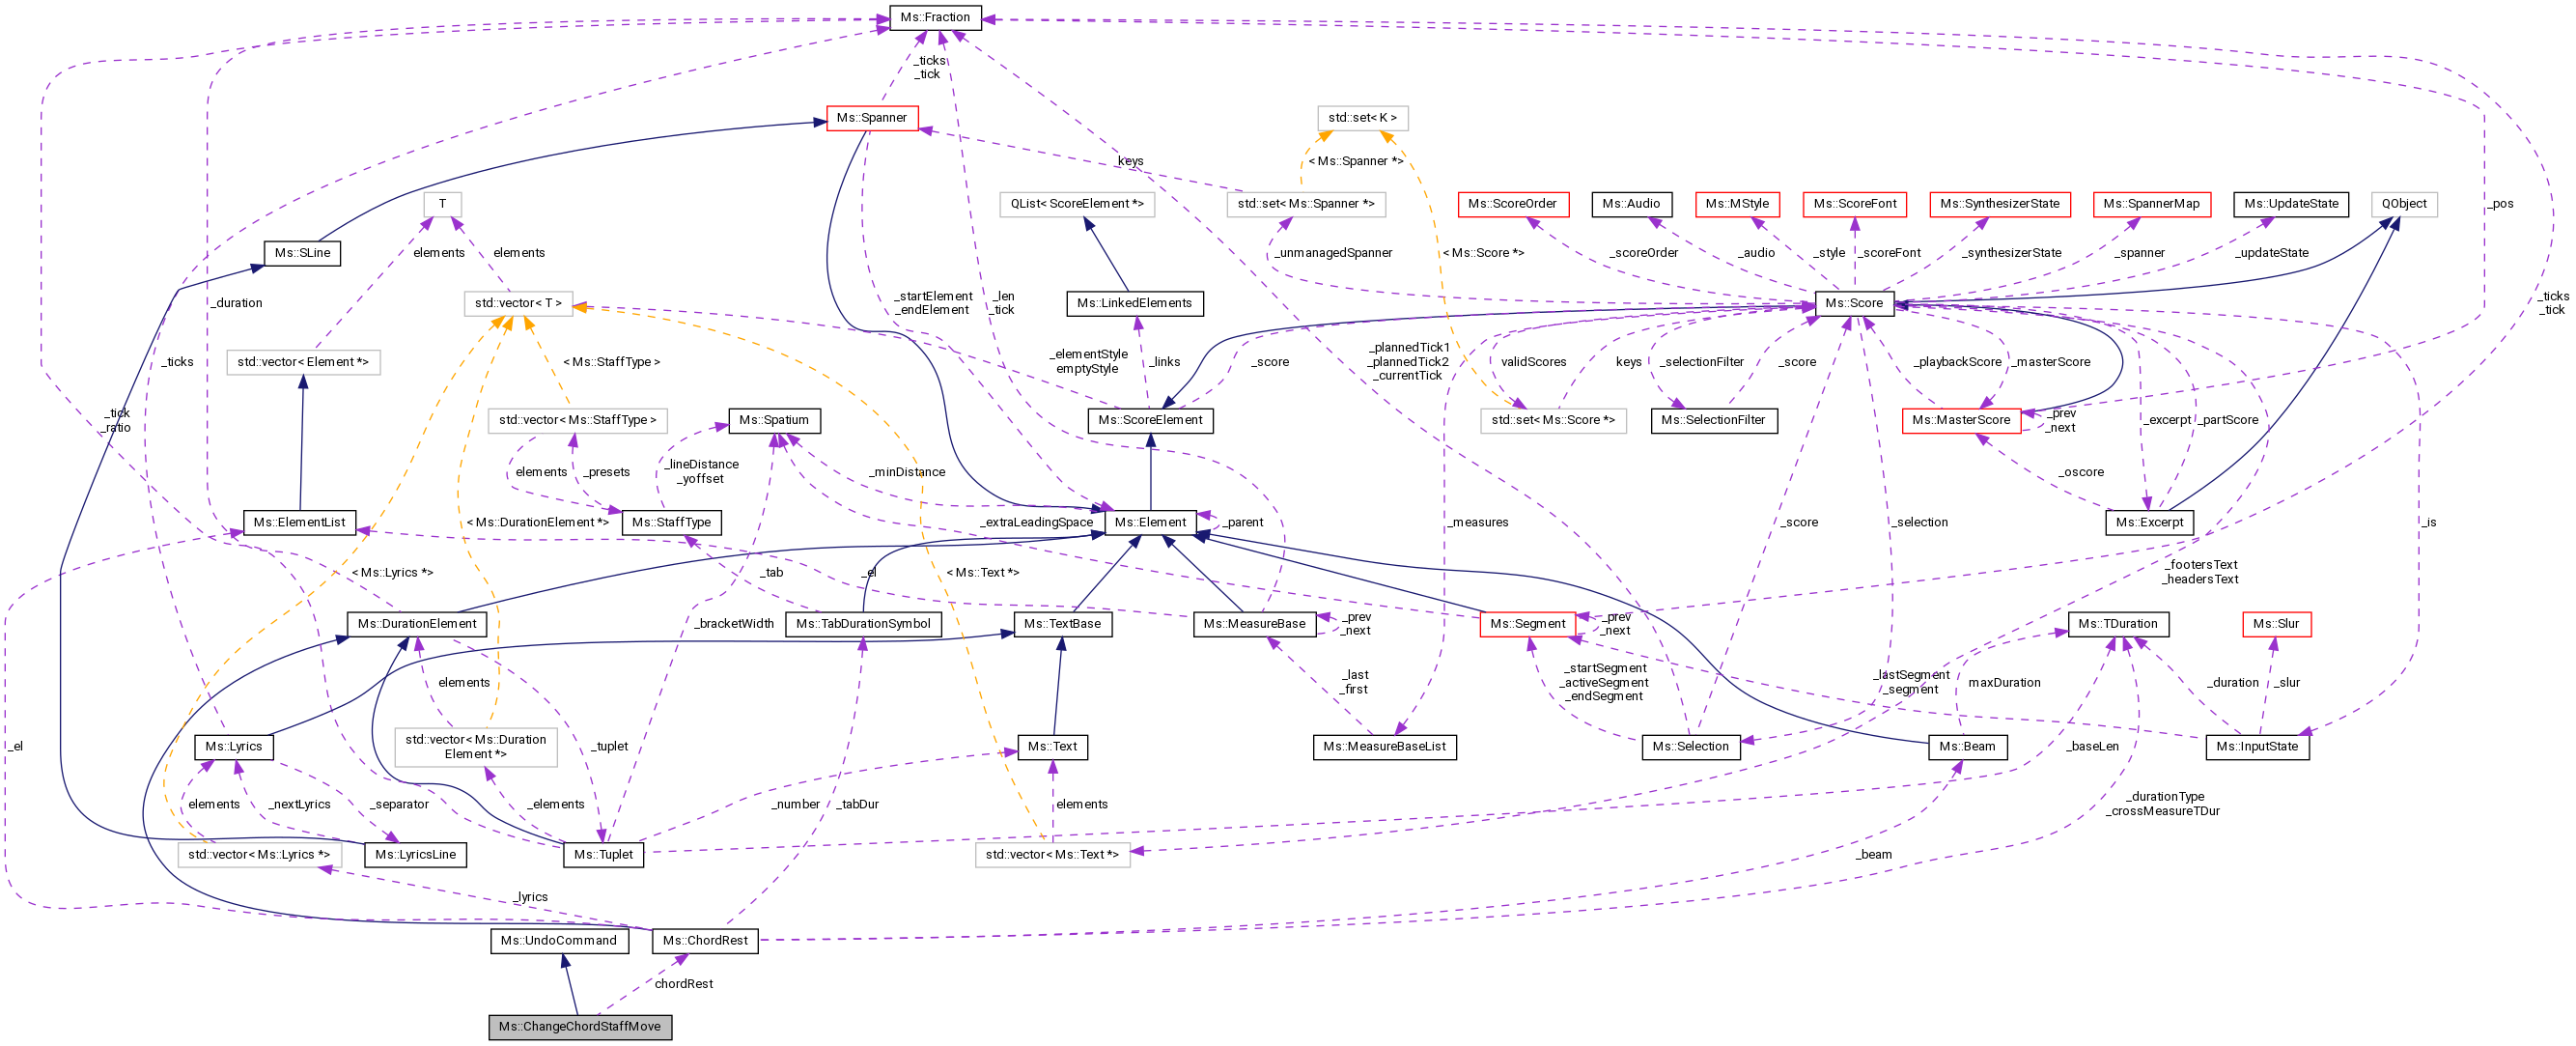 Ms::Fraction
_ticks
_tick
Ms::Spanner
std::set< K >
keys
< Ms::Spanner *>
T
QList< ScoreElement *>
std::set< Ms::Spanner *>
Ms::ScoreOrder
Ms::Audio
Ms::MStyle
Ms::ScoreFont
Ms::SynthesizerState
Ms::SpannerMap
Ms::UpdateState
QObject
_pos
Ms::SLine
elements
elements
_unmanagedSpanner
< Ms::Score *>
_scoreOrder
_audio
_style
_scoreFont
_synthesizerState
_spanner
_updateState
_duration
std::vector< T >
_startElement
_endElement
_len
_tick
Ms::LinkedElements
Ms::Score
_ticks
_tick
_ticks
std::vector< Element *>
< Ms::StaffType >
_elementStyle
emptyStyle
_links
_score
_plannedTick1
_plannedTick2
_currentTick
validScores
keys
_selectionFilter
_score
_playbackScore
_masterScore
_tick
_ratio
std::vector< Ms::StaffType >
Ms::Spatium
Ms::ScoreElement
std::set< Ms::Score *>
Ms::SelectionFilter
Ms::MasterScore
_prev
_next
_excerpt
_partScore
elements
_presets
_lineDistance
_yoffset
_minDistance
_oscore
Ms::ElementList
< Ms::DurationElement *>
Ms::StaffType
_extraLeadingSpace
Ms::Element
_parent
_measures
_score
_selection
Ms::Excerpt
_is
< Ms::Lyrics *>
_tab
_el
< Ms::Text *>
_footersText
_headersText
Ms::DurationElement
_bracketWidth
Ms::TabDurationSymbol
Ms::TextBase
Ms::MeasureBase
_prev
_next
Ms::Segment
_prev
_next
Ms::TDuration
Ms::Slur
elements
_last
_first
_startSegment
_activeSegment
_endSegment
_lastSegment
_segment
maxDuration
_duration
_slur
_el
Ms::Lyrics
std::vector< Ms::Duration
Element *>
_tuplet
Ms::Text
Ms::MeasureBaseList
Ms::Selection
Ms::Beam
_baseLen
Ms::InputState
elements
_nextLyrics
_separator
_elements
_number
_tabDur
elements
_durationType
_crossMeasureTDur
std::vector< Ms::Lyrics *>
Ms::LyricsLine
Ms::Tuplet
std::vector< Ms::Text *>
_beam
_lyrics
Ms::UndoCommand
Ms::ChordRest
chordRest
Ms::ChangeChordStaffMove